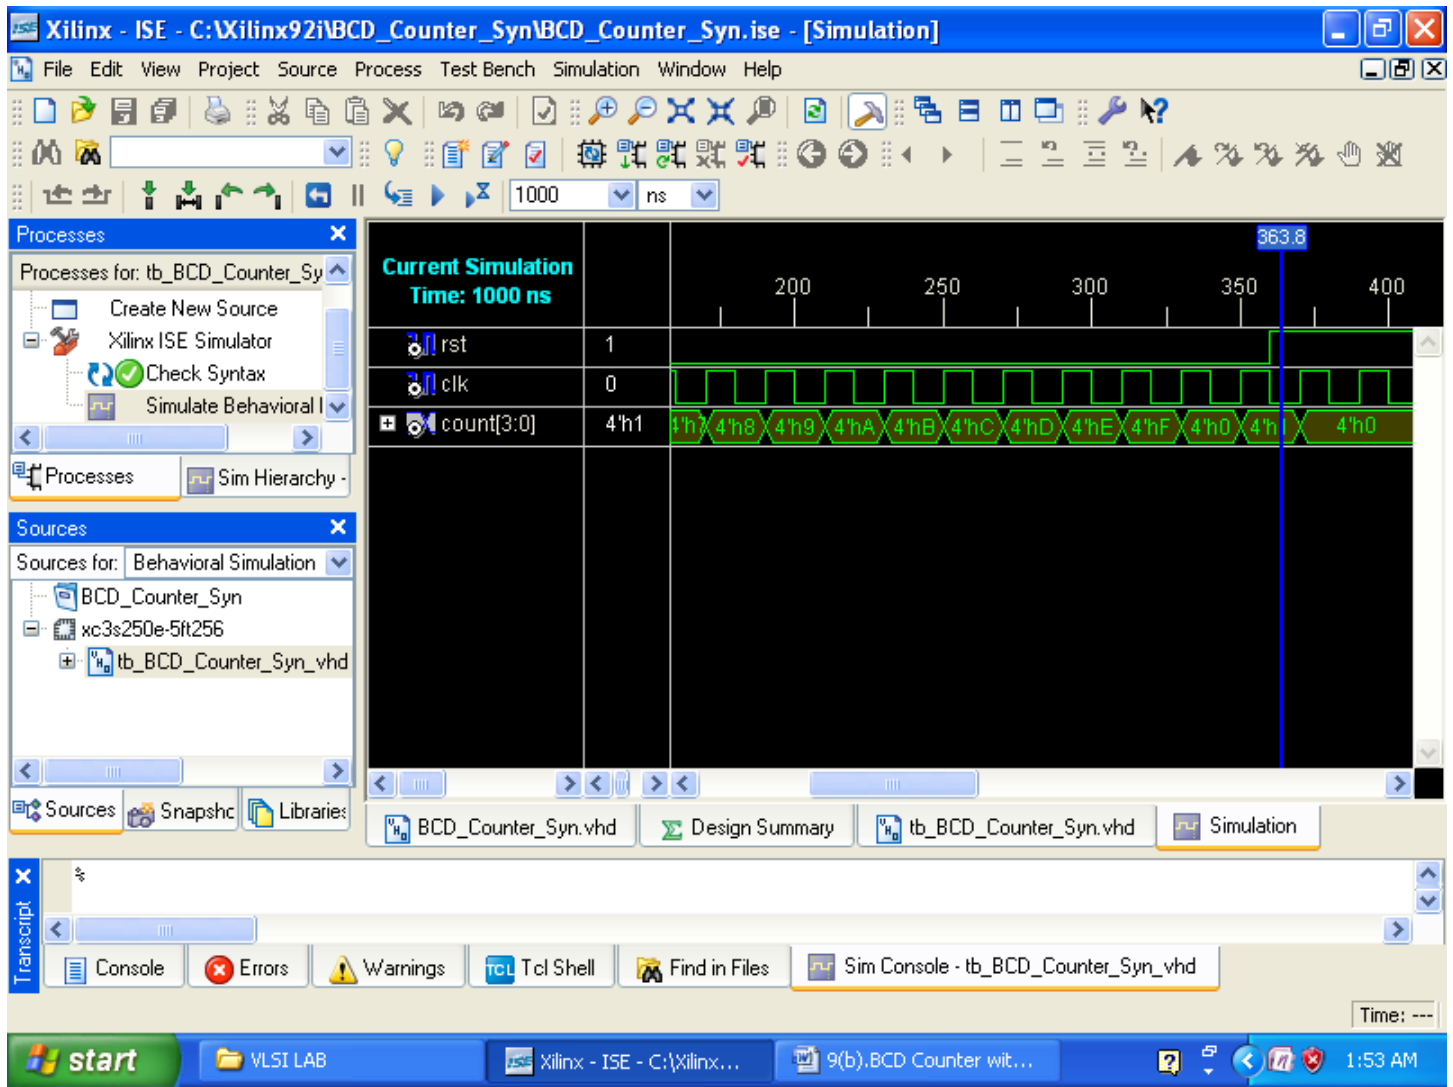 Xilinx - ISE - C:\Xilinx92i\BCD_Counter_Syn\BCD_Counter_Syn.ise - [Simulation]
File Edit View Project Source Process Test Bench Simulation Window Help
1000 ns
Processes
Processes for: tb_BCD_Counter_Sy
Create New Source
Xilinx ISE Simulator
Check Syntax
Simulate Behavioral
Processes Sim Hierarchy -
Current Simulation
Time: 1000 ns
363.8
200 250 300 350 400
rst 1
clk 0
count[3:0] 4'h1 4'h7 4'h8 4'h9 4'hA 4'hB 4'hC 4'hD 4'hE 4'hF 4'h0 4'h1 4'h0
Sources
Sources for: Behavioral Simulation
BCD_Counter_Syn
xc3s250e-5ft256
tb_BCD_Counter_Syn_vhd
Sources Snapshc Libraries
BCD_Counter_Syn.vhd Design Summary tb_BCD_Counter_Syn.vhd Simulation
Transcript
%
Console Errors Warnings TCL Tcl Shell Find in Files Sim Console - tb_BCD_Counter_Syn_vhd
Time: ---
start VLSI LAB ISE Xilinx - ISE - C:\Xilinx... 9(b).BCD Counter wit... 1:53 AM